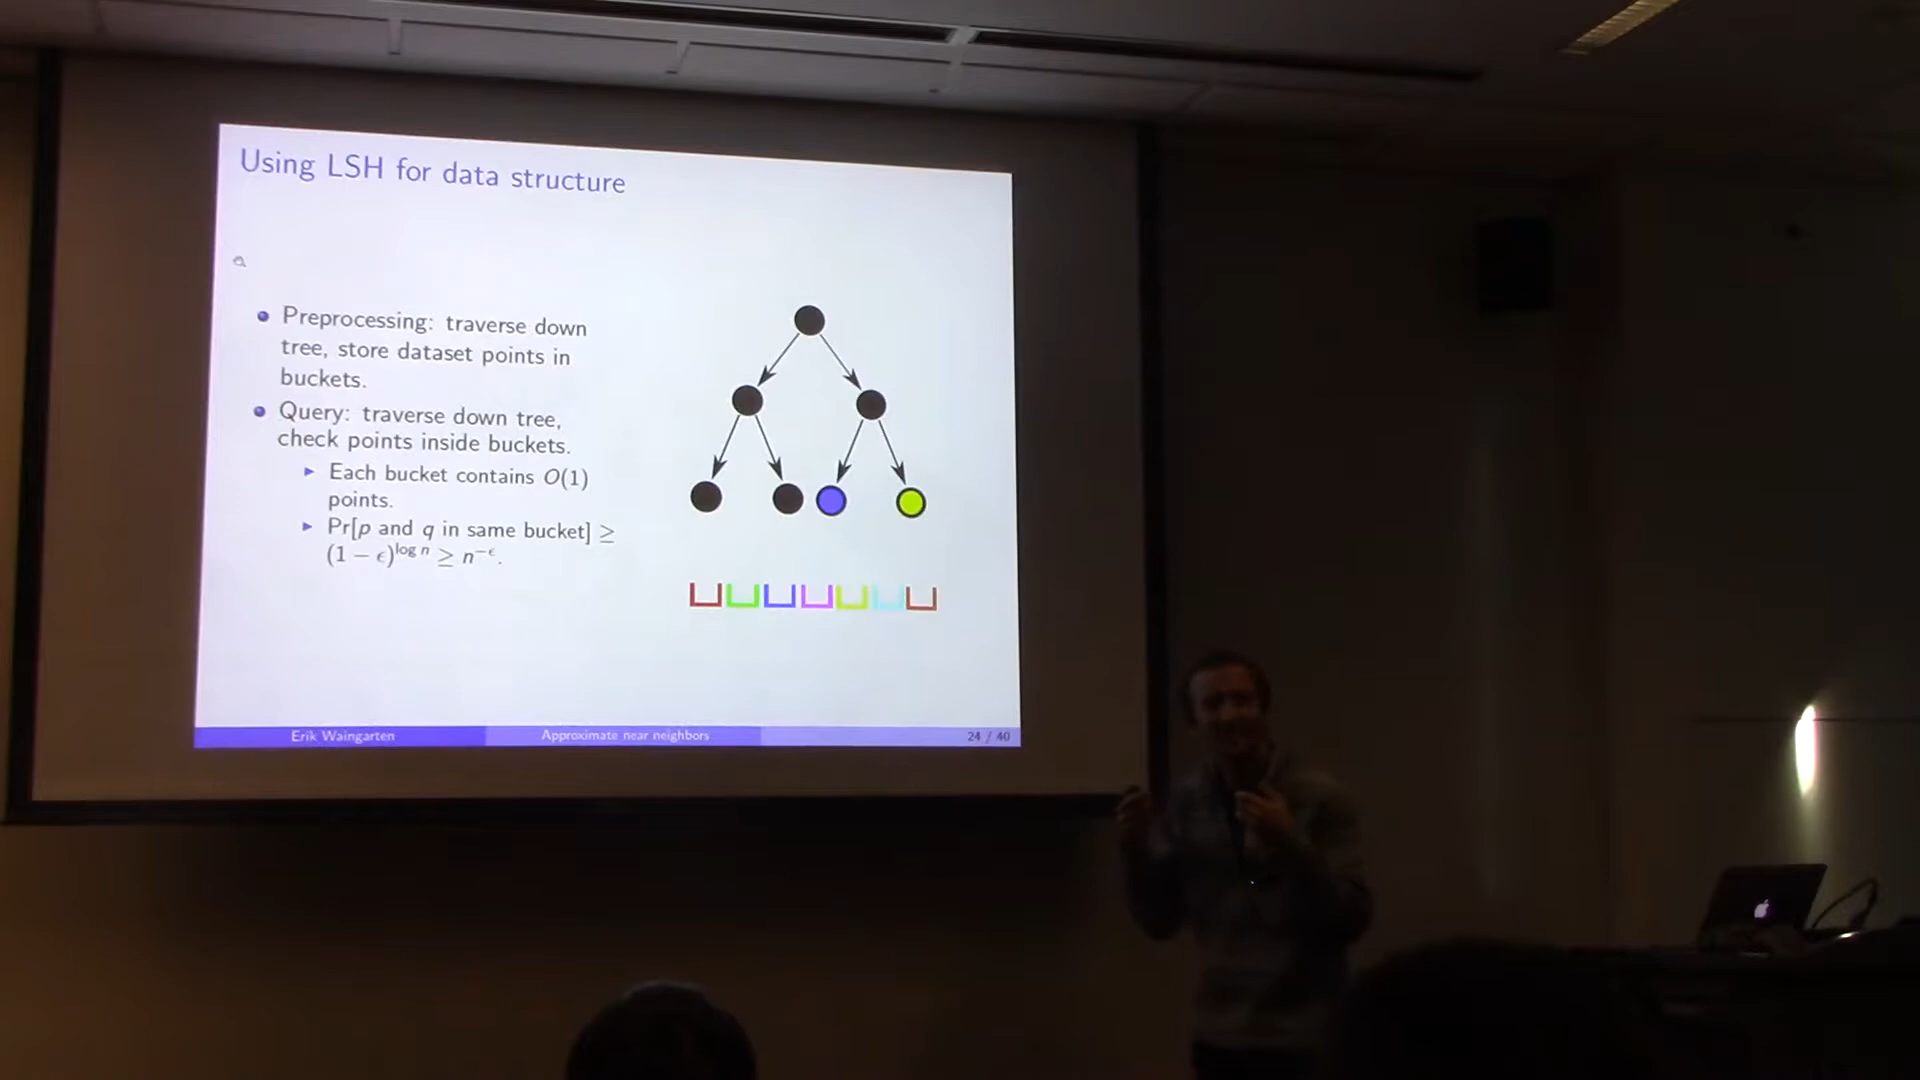 Using LSH for data structure
Preprocessing: traverse down
tree, store dataset points in
buckets.
Query: traverse down tree,
check points inside buckets.
Each bucket contains O(1)
points.
Pr[p and q in same bucket] ≥
(1 − ϵ)^{log n} ≥ n^{−ϵ}.
Erik Waingarten
Approximate near neighbors
24 / 40